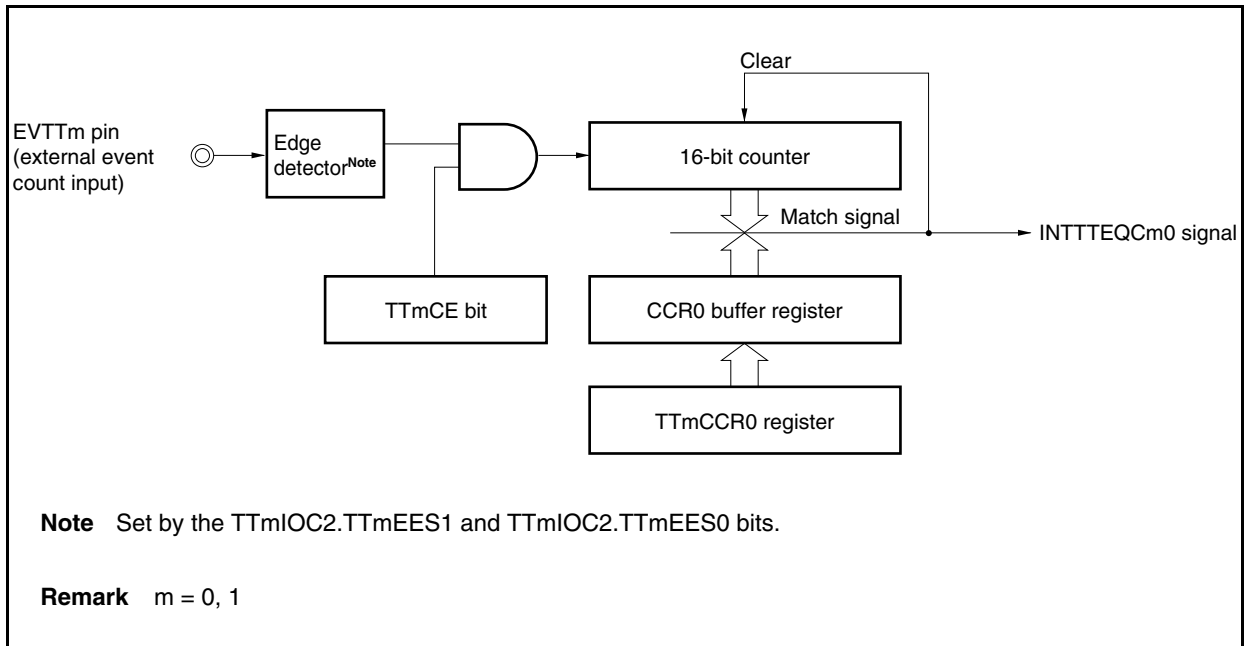 Clear
EVTTm pin
(external event
count input)
Edge
detectorNote
16-bit counter
Match signal
INTTTEQCm0 signal
TTmCE bit
CCR0 buffer register
TTmCCR0 register
Note Set by the TTmIOC2.TTmEES1 and TTmIOC2.TTmEES0 bits.
Remark m = 0, 1